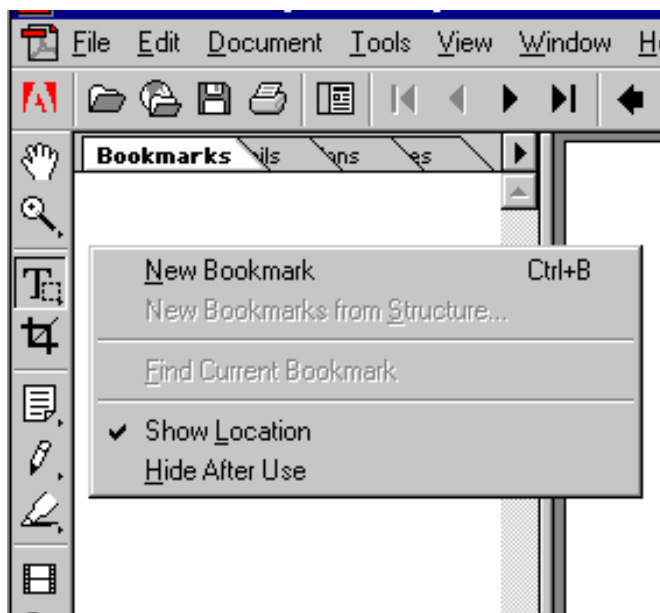 File Edit Document Tools View Window
Bookmarks
New Bookmark Ctrl+B
New Bookmarks from Structure...
Find Current Bookmark
Show Location
Hide After Use